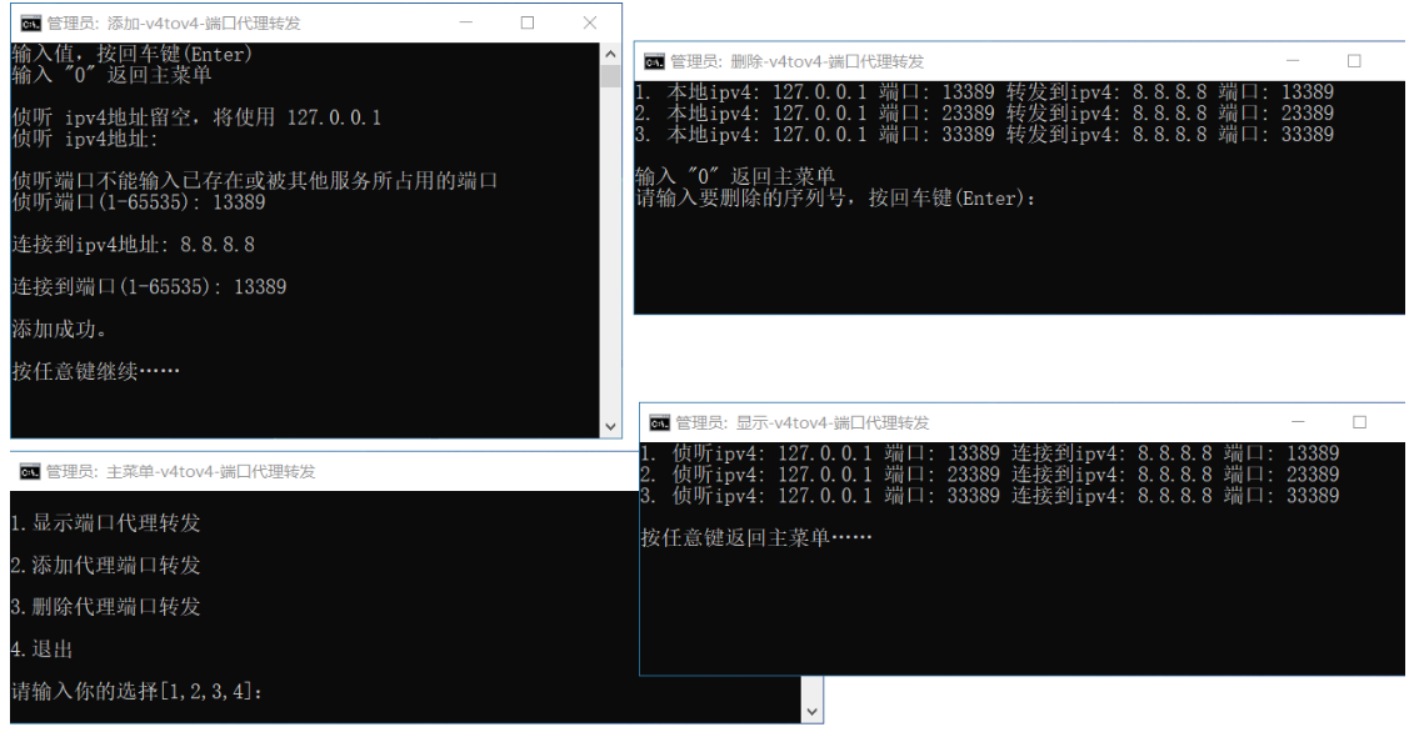 管理员: 添加-v4tov4-端口代理转发
输入值，按回车键(Enter)
输入 "0" 返回主菜单
侦听 ipv4地址留空，将使用 127.0.0.1
侦听 ipv4地址:
侦听端口不能输入已存在或被其他服务所占用的端口
侦听端口(1-65535): 13389
连接到ipv4地址: 8.8.8.8
连接到端口(1-65535): 13389
添加成功。
按任意键继续……
管理员: 删除-v4tov4-端口代理转发
1. 本地ipv4: 127.0.0.1 端口: 13389 转发到ipv4: 8.8.8.8 端口: 13389
2. 本地ipv4: 127.0.0.1 端口: 23389 转发到ipv4: 8.8.8.8 端口: 23389
3. 本地ipv4: 127.0.0.1 端口: 33389 转发到ipv4: 8.8.8.8 端口: 33389
输入 "0" 返回主菜单
请输入要删除的序列号，按回车键(Enter):
管理员: 主菜单-v4tov4-端口代理转发
1.显示端口代理转发
2.添加代理端口转发
3.删除代理端口转发
4.退出
请输入你的选择[1,2,3,4]:
管理员: 显示-v4tov4-端口代理转发
1. 侦听ipv4: 127.0.0.1 端口: 13389 连接到ipv4: 8.8.8.8 端口: 13389
2. 侦听ipv4: 127.0.0.1 端口: 23389 连接到ipv4: 8.8.8.8 端口: 23389
3. 侦听ipv4: 127.0.0.1 端口: 33389 连接到ipv4: 8.8.8.8 端口: 33389
按任意键返回主菜单……